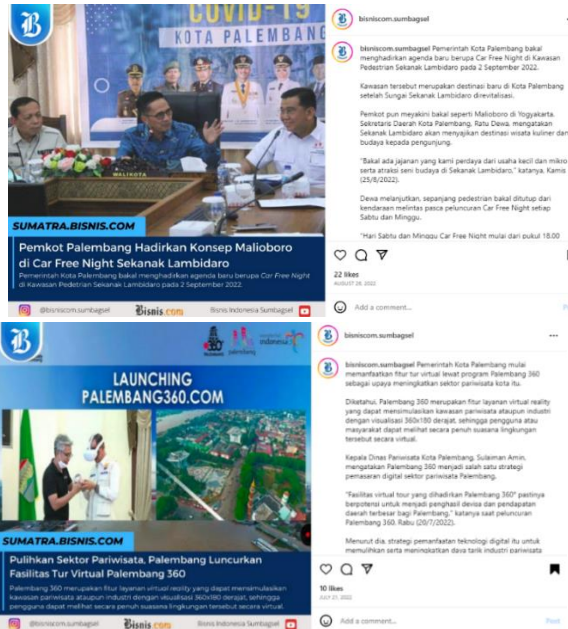 COVID-19
KOTA PALEMBANG
WALIKOTA
SUMATRA.BISNIS.COM
Pemkot Palembang Hadirkan Konsep Malioboro
di Car Free Night Sekanak Lambidaro
Pemerintah Kota Palembang bakal menghadirkan agenda baru berupa Car Free Night
di Kawasan Pedestrian Sekanak Lambidaro pada 2 September 2022.
@bisniscom.sumbagsel
Bisnis.com
Bisnis Indonesia Sumbagsel
bisniscom.sumbagsel
bisniscom.sumbagsel Pemerintah Kota Palembang bakal
menghadirkan agenda baru berupa Car Free Night di Kawasan
Pedestrian Sekanak Lambidaro pada 2 September 2022.
Kawasan tersebut merupakan destinasi baru di Kota Palembang
setelah Sungai Sekanak Lambidaro direvitalisasi.
Pemkot pun meyakini bakal seperti Malioboro di Yogyakarta.
Sekretaris Daerah Kota Palembang, Ratu Dewa, mengatakan
Sekanak Lambidaro akan menyajikan destinasi wisata kuliner dan
budaya kepada pengunjung.
"Bakal ada jajanan yang kami perdaya dari usaha kecil dan mikro
serta atraksi seni budaya di Sekanak Lambidaro," katanya, Kamis
(25/8/2022).
Dewa melanjutkan, sepanjang pedestrian bakal ditutup dari
kendaraan melintas pasca peluncuran Car Free Night setiap
Sabtu dan Minggu.
"Hari Sabtu dan Minggu Car Free Night mulai dari pukul 18.00
22 likes
AUGUST 26, 2022
Add a comment...
LAUNCHING
PALEMBANG360.COM
SUMATRA.BISNIS.COM
Pulihkan Sektor Pariwisata, Palembang Luncurkan
Fasilitas Tur Virtual Palembang 360
Palembang 360 merupakan fitur layanan virtual reality yang dapat mensimulasikan
kawasan pariwisata ataupun industri dengan visualisasi 360x180 derajat, sehingga
pengguna dapat melihat secara penuh suasana lingkungan tersebut secara virtual.
@bisniscom.sumbagsel
Bisnis.com
Bisnis Indonesia Sumbagsel
bisniscom.sumbagsel
bisniscom.sumbagsel Pemerintah Kota Palembang mulai
memanfaatkan fitur tur virtual lewat program Palembang 360
sebagai upaya meningkatkan sektor pariwisata kota itu.
Diketahui, Palembang 360 merupakan fitur layanan virtual reality
yang dapat mensimulasikan kawasan pariwisata ataupun industri
dengan visualisasi 360x180 derajat, sehingga pengguna atau
masyarakat dapat melihat secara penuh suasana lingkungan
tersebut secara virtual.
Kepala Dinas Pariwisata Kota Palembang, Sulaiman Amin,
mengatakan Palembang 360 menjadi salah satu strategi
pemasaran digital sektor pariwisata Palembang.
"Fasilitas virtual tour yang dihadirkan Palembang 360° pastinya
berpotensi untuk menjadi penghasil devisa dan pendapatan
daerah terbesar bagi Palembang," katanya saat peluncuran
Palembang 360, Rabu (20/7/2022).
Menurut dia, strategi pemanfaatan teknologi digital itu untuk
memulihkan serta meningkatkan daya tarik industri pariwisata
10 likes
JULY 21, 2022
Add a comment...
Post